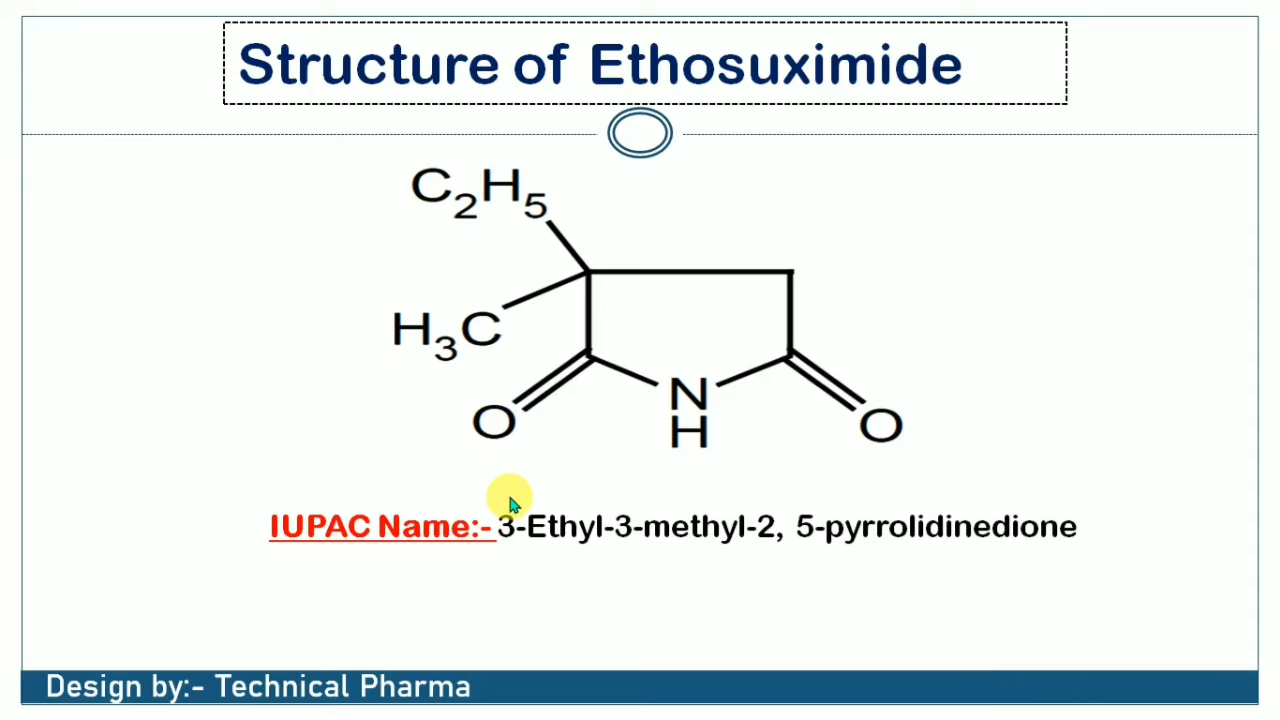 Structure of Ethosuximide
C2H5
H3C
O
N
H
O
IUPAC Name:- 3-Ethyl-3-methyl-2, 5-pyrrolidinedione
Design by:- Technical Pharma